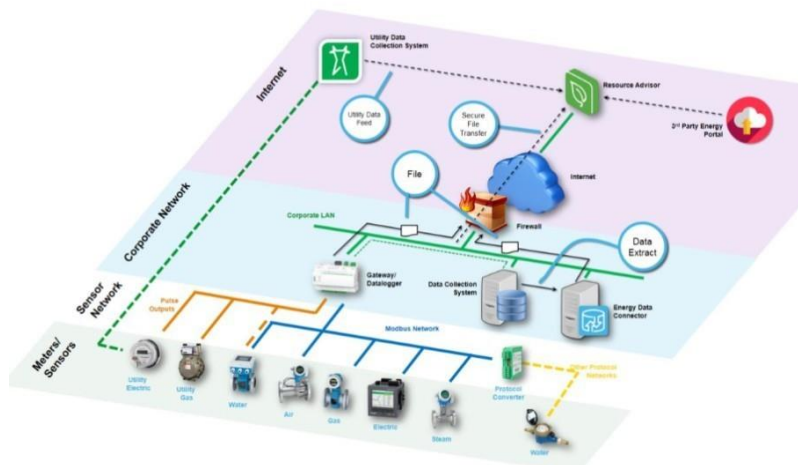 Utility Data
Collection System
Internet
Resource Advisor
Utility Data
Feed
Secure
File
Transfer
3rd Party Energy
Portal
File
Internet
Corporate Network
Corporate LAN
Firewall
Data
Extract
Gateway/
Datalogger
Data Collection
System
Energy Data
Connector
Sensor
Network
Pulse
Outputs
Modbus Network
Meters/
Sensors
Other Protocol
Networks
Utility
Electric
Utility
Gas
Water
Air
Gas
Electric
Steam
Protocol
Converter
Water